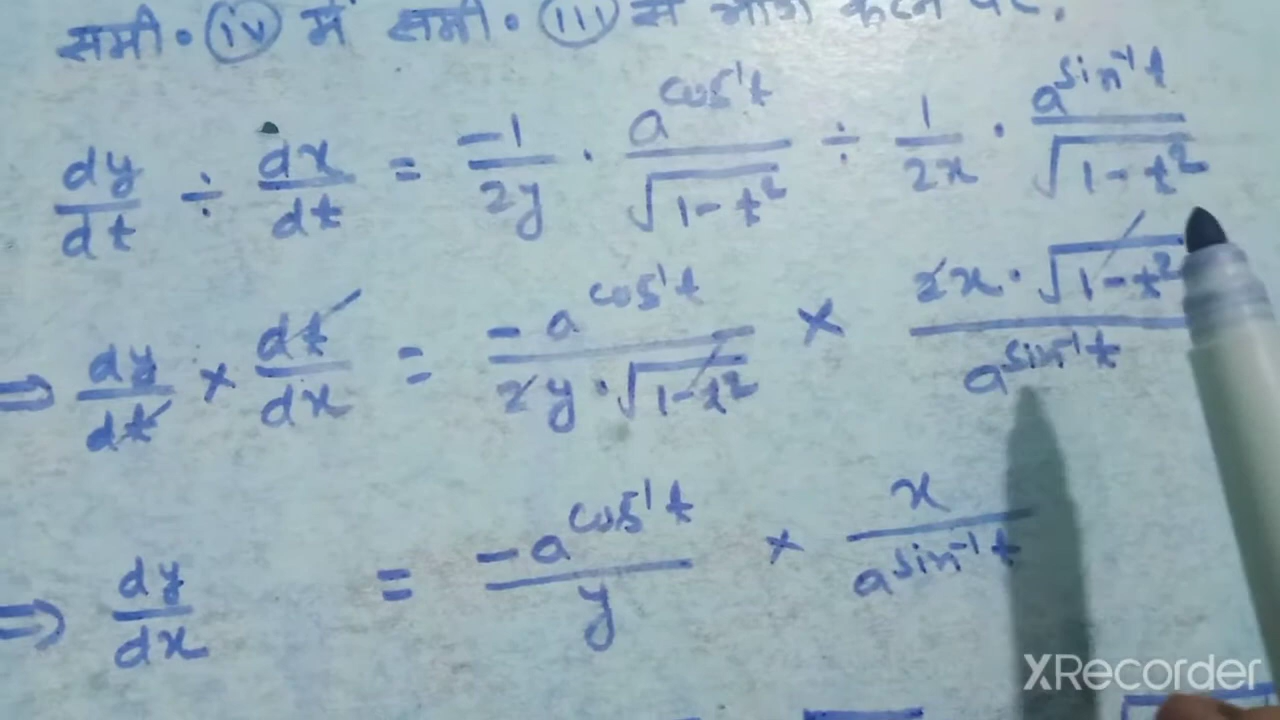 समी. (iv) में समी. (iii) से भाग करने पर.
dy/dt ÷ dx/dt = -1/2y · a^cos⁻¹t/√1-t² ÷ 1/2x · a^sin⁻¹t/√1-t²
⇒ dy/dt × dt/dx = -a^cos⁻¹t/2y·√1-t² × 2x·√1-t²/a^sin⁻¹t
⇒ dy/dx = -a^cos⁻¹t/y × x/a^sin⁻¹t
XRecorder